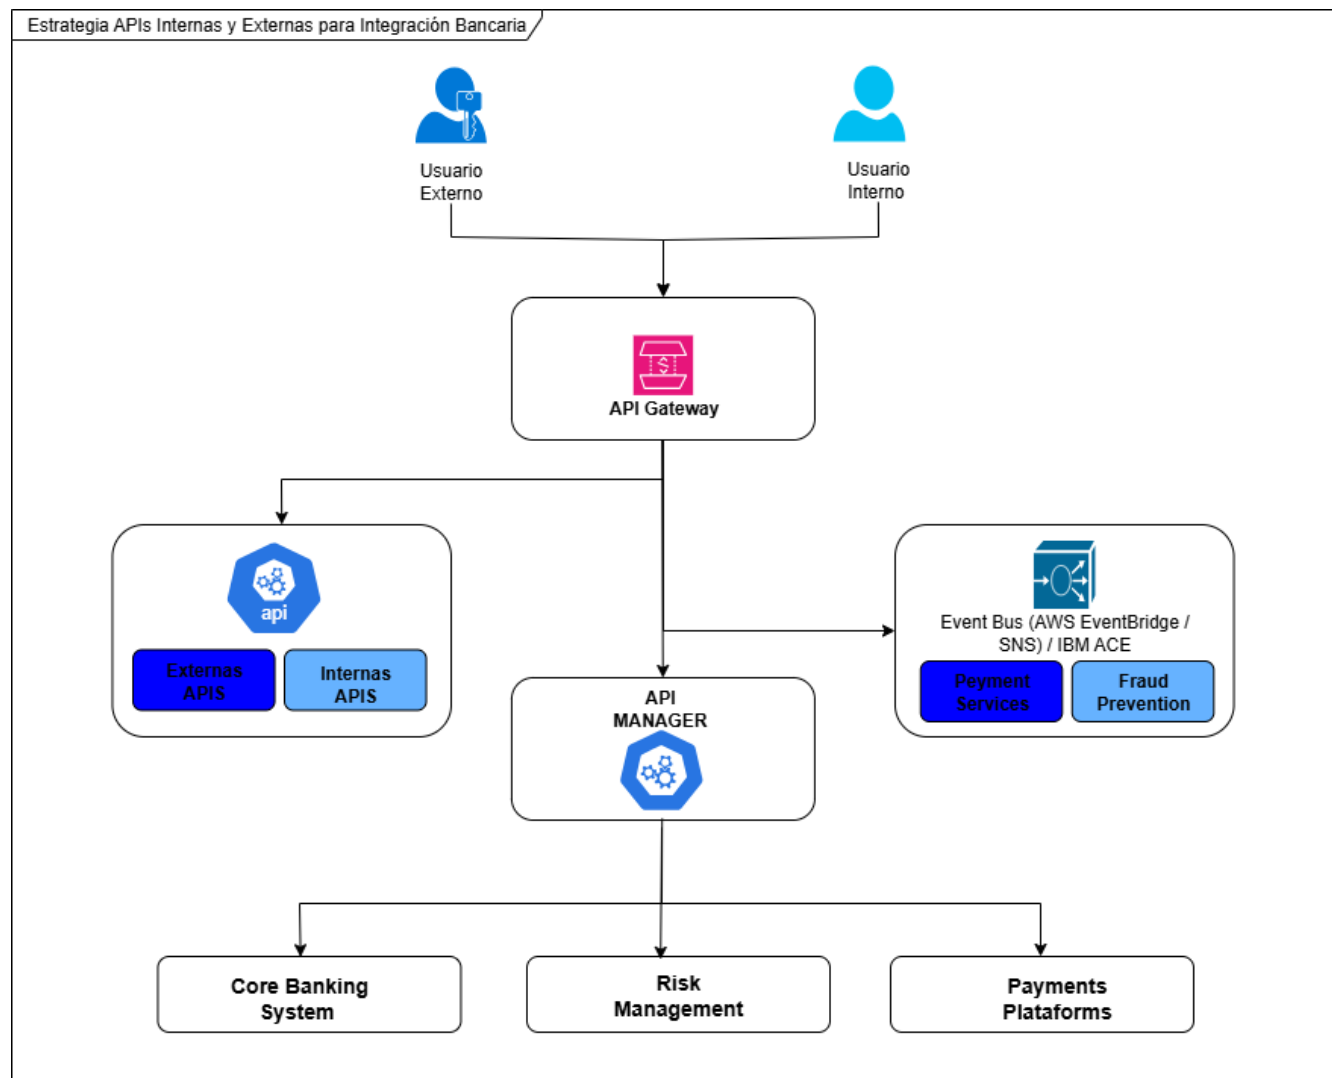 Estrategia APIs Internas y Externas para Integración Bancaria
Usuario
Externo
Usuario
Interno
$
API Gateway
api
Externas
APIS
Internas
APIS
Event Bus (AWS EventBridge /
SNS) / IBM ACE
Peyment
Services
Fraud
Prevention
API
MANAGER
Core Banking
System
Risk
Management
Payments
Plataforms